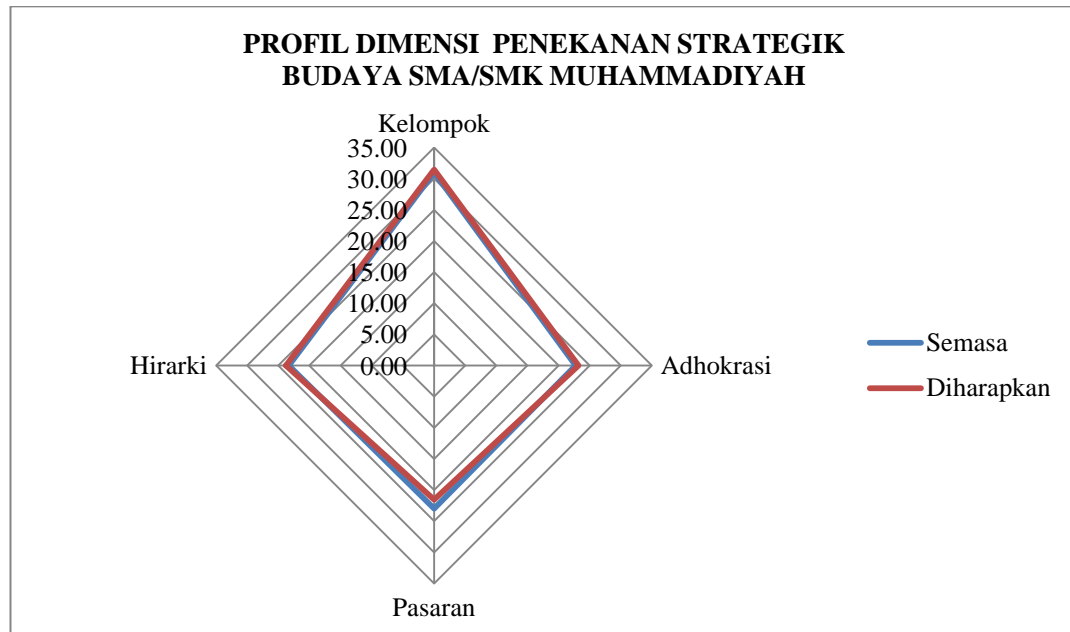 PROFIL DIMENSI PENEKANAN STRATEGIK
BUDAYA SMA/SMK MUHAMMADIYAH
Kelompok
35.00
30.00
25.00
20.00
15.00
10.00
5.00
0.00
Hirarki
Adhokrasi
Pasaran
Semasa
Diharapkan